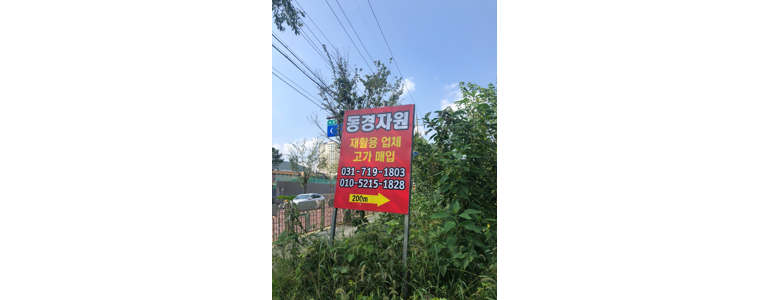 동경자원
재활용 업체
고가 매입
031-719-1803
010-5215-1828
200m